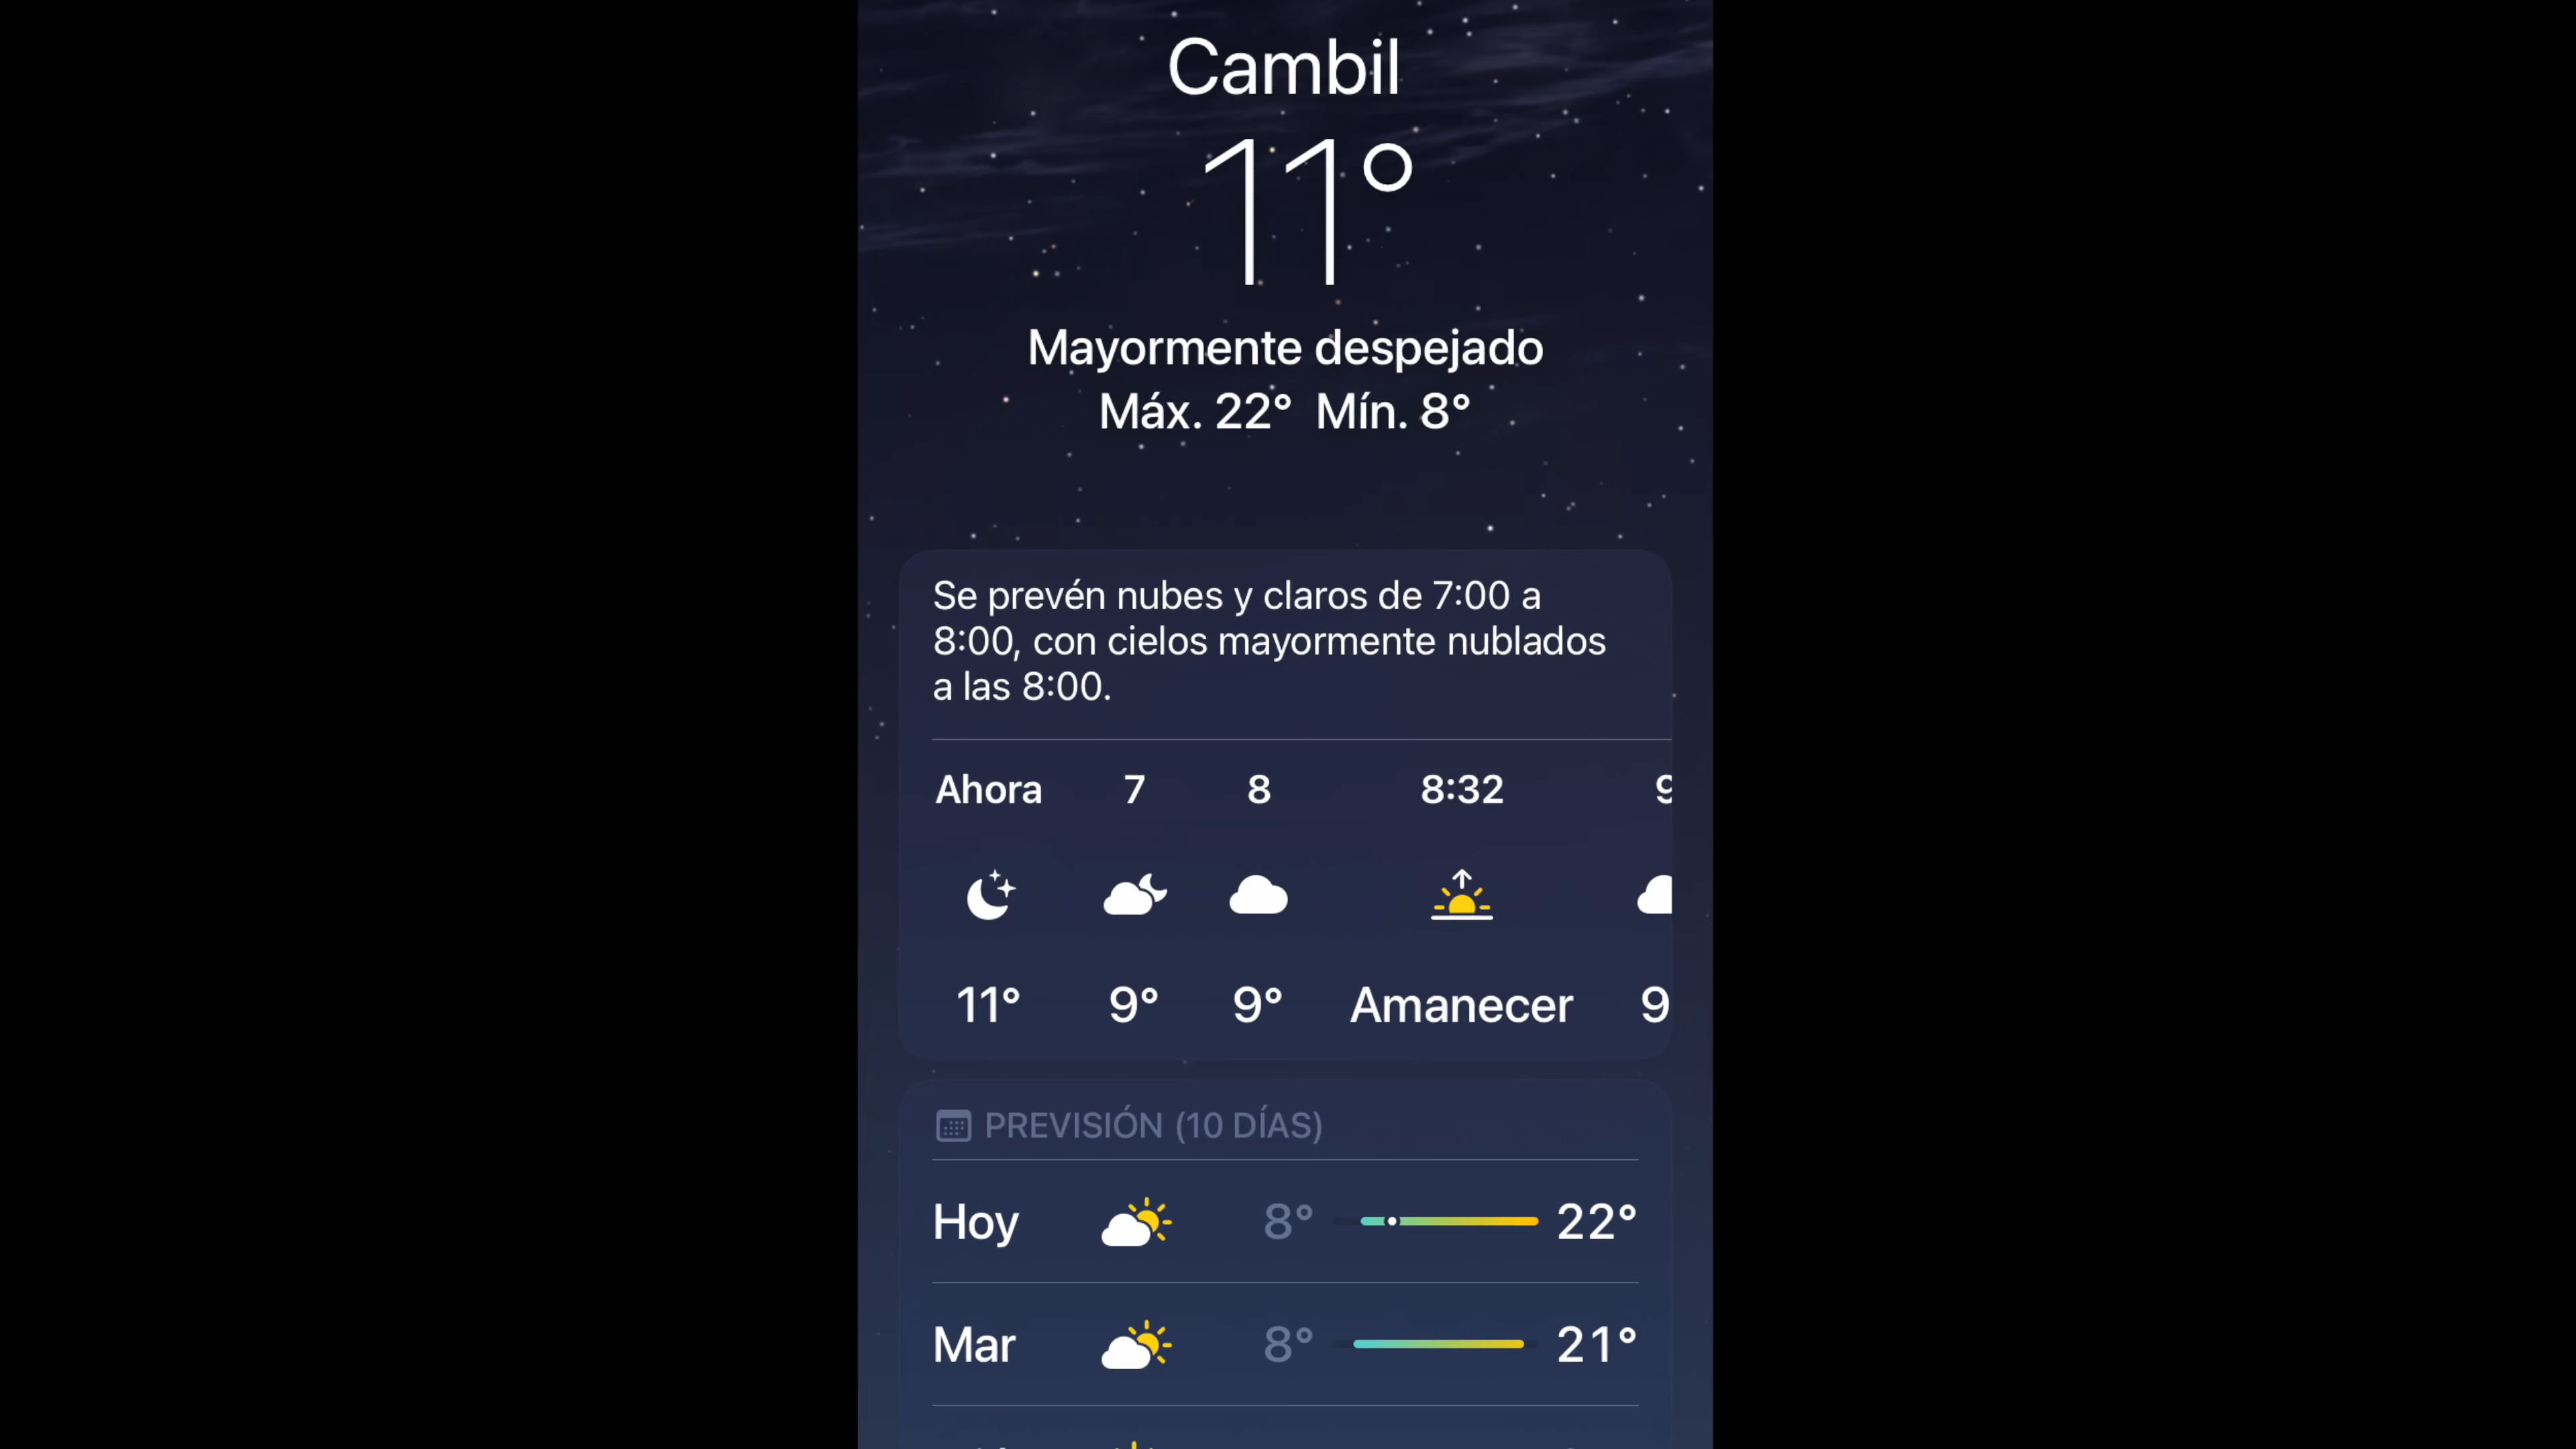 Cambil
11°
Mayormente despejado
Máx. 22° Mín. 8°
Se prevén nubes y claros de 7:00 a
8:00, con cielos mayormente nublados
a las 8:00.
Ahora 7 8 8:32 9
11° 9° 9° Amanecer 9
PREVISIÓN (10 DÍAS)
Hoy 8° 22°
Mar 8° 21°